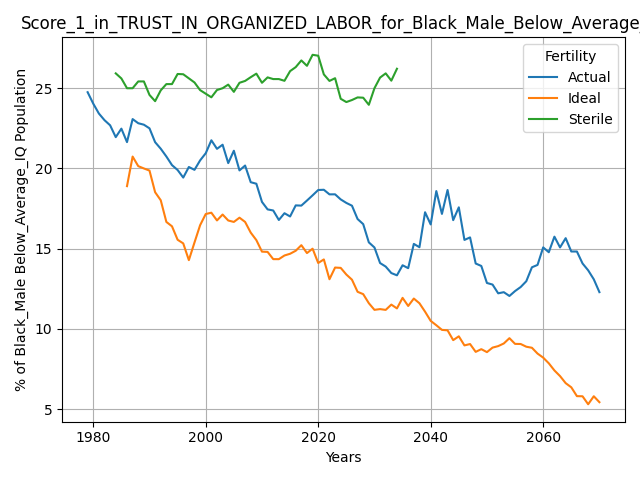 Score_1_in_TRUST_IN_ORGANIZED_LABOR_for_Black_Male_Below_Average_
Fertility
Actual
Ideal
Sterile
% of Black_Male Below_Average_IQ Population
25
20
15
10
5
1980 2000 2020 2040 2060
Years